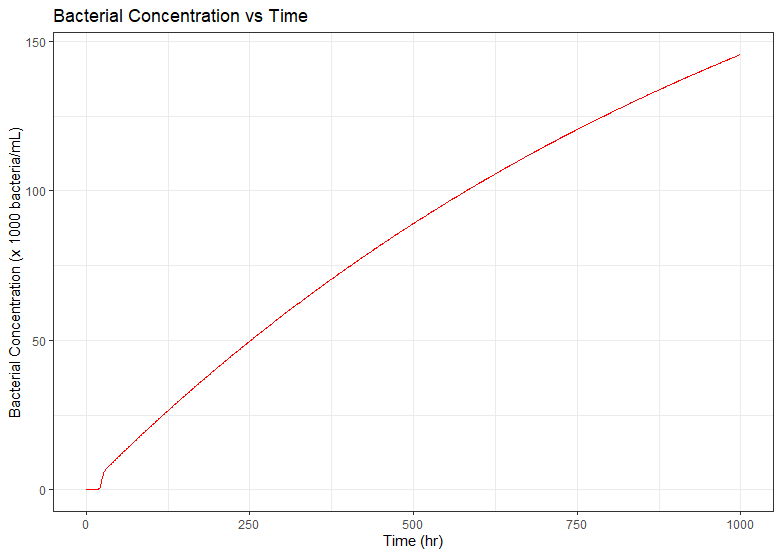 Bacterial Concentration vs Time
Bacterial Concentration (x 1000 bacteria/mL)
150
100
50
0
0 250 500 750 1000
Time (hr)